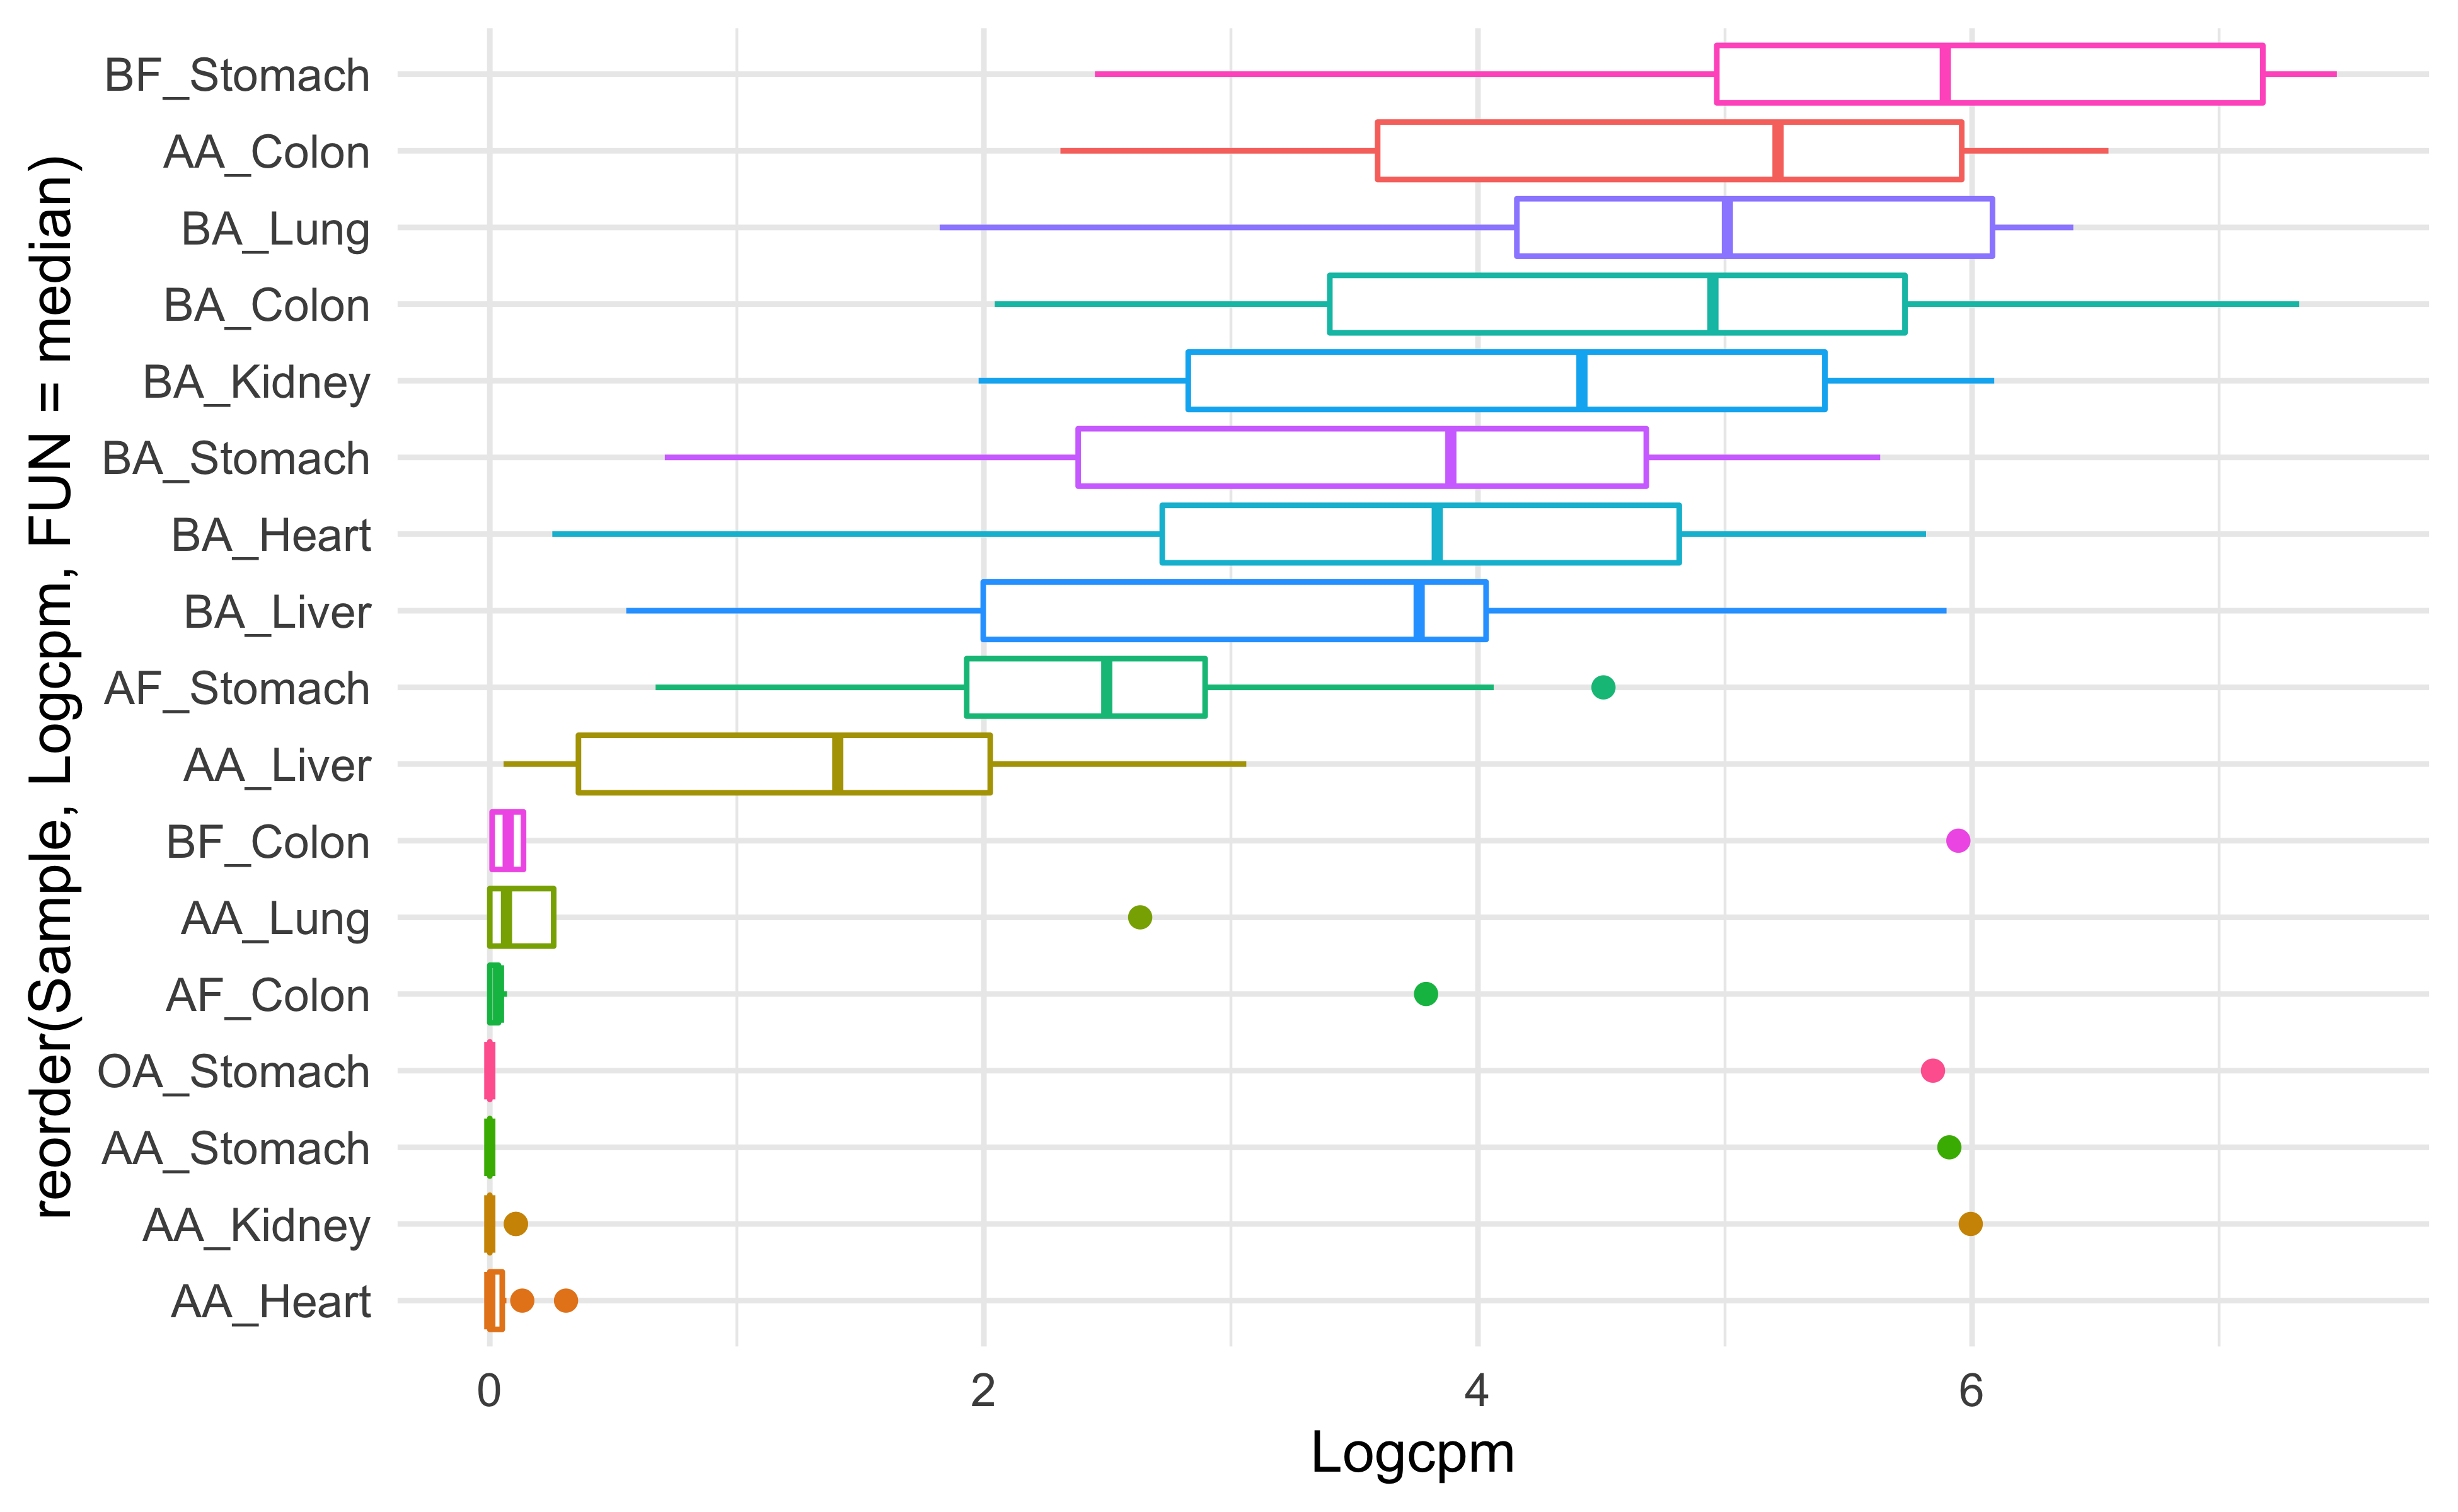 reorder(Sample, Logcpm, FUN = median)
BF_Stomach
AA_Colon
BA_Lung
BA_Colon
BA_Kidney
BA_Stomach
BA_Heart
BA_Liver
AF_Stomach
AA_Liver
BF_Colon
AA_Lung
AF_Colon
OA_Stomach
AA_Stomach
AA_Kidney
AA_Heart
0 2 4 6
Logcpm